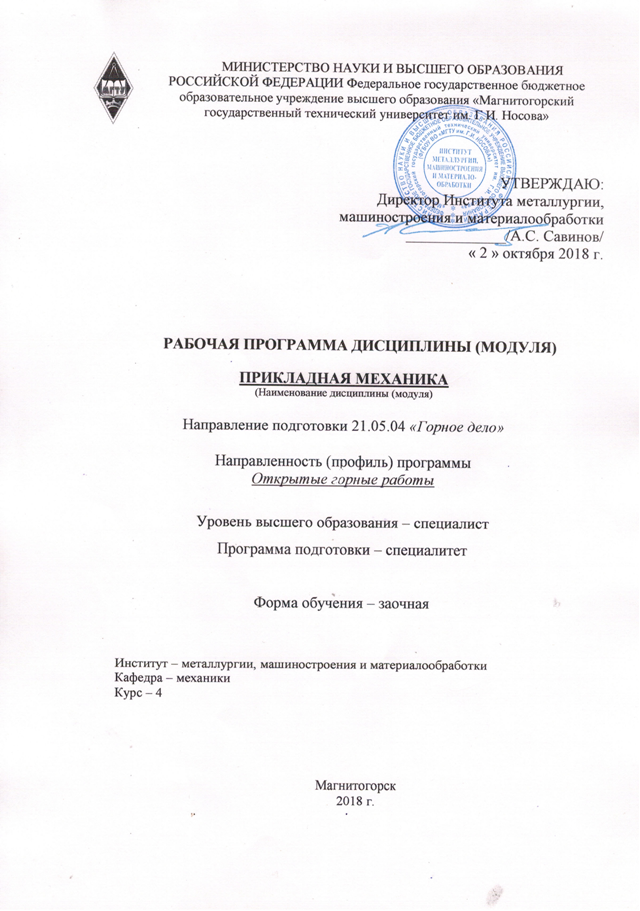 МИНИСТЕРСТВО НАУКИ И ВЫСШЕГО ОБРАЗОВАНИЯ
РОССИЙСКОЙ ФЕДЕРАЦИИ Федеральное государственное бюджетное
образовательное учреждение высшего образования «Магнитогорский
государственный технический университет им. Г.И. Носова»
ИНСТИТУТ
МЕТАЛЛУРГИИ,
МАШИНОСТРОЕНИЯ
И МАТЕРИАЛО-
ОБРАБОТКИ
УТВЕРЖДАЮ:
Директор Института металлургии,
машиностроения и материалообработки
_____________/А.С. Савинов/
« 2 » октября 2018 г.
РАБОЧАЯ ПРОГРАММА ДИСЦИПЛИНЫ (МОДУЛЯ)
ПРИКЛАДНАЯ МЕХАНИКА
(Наименование дисциплины (модуля)
Направление подготовки 21.05.04 «Горное дело»
Направленность (профиль) программы
Открытые горные работы
Уровень высшего образования – специалист
Программа подготовки – специалитет
Форма обучения – заочная
Институт – металлургии, машиностроения и материалообработки
Кафедра – механики
Курс – 4
Магнитогорск
2018 г.